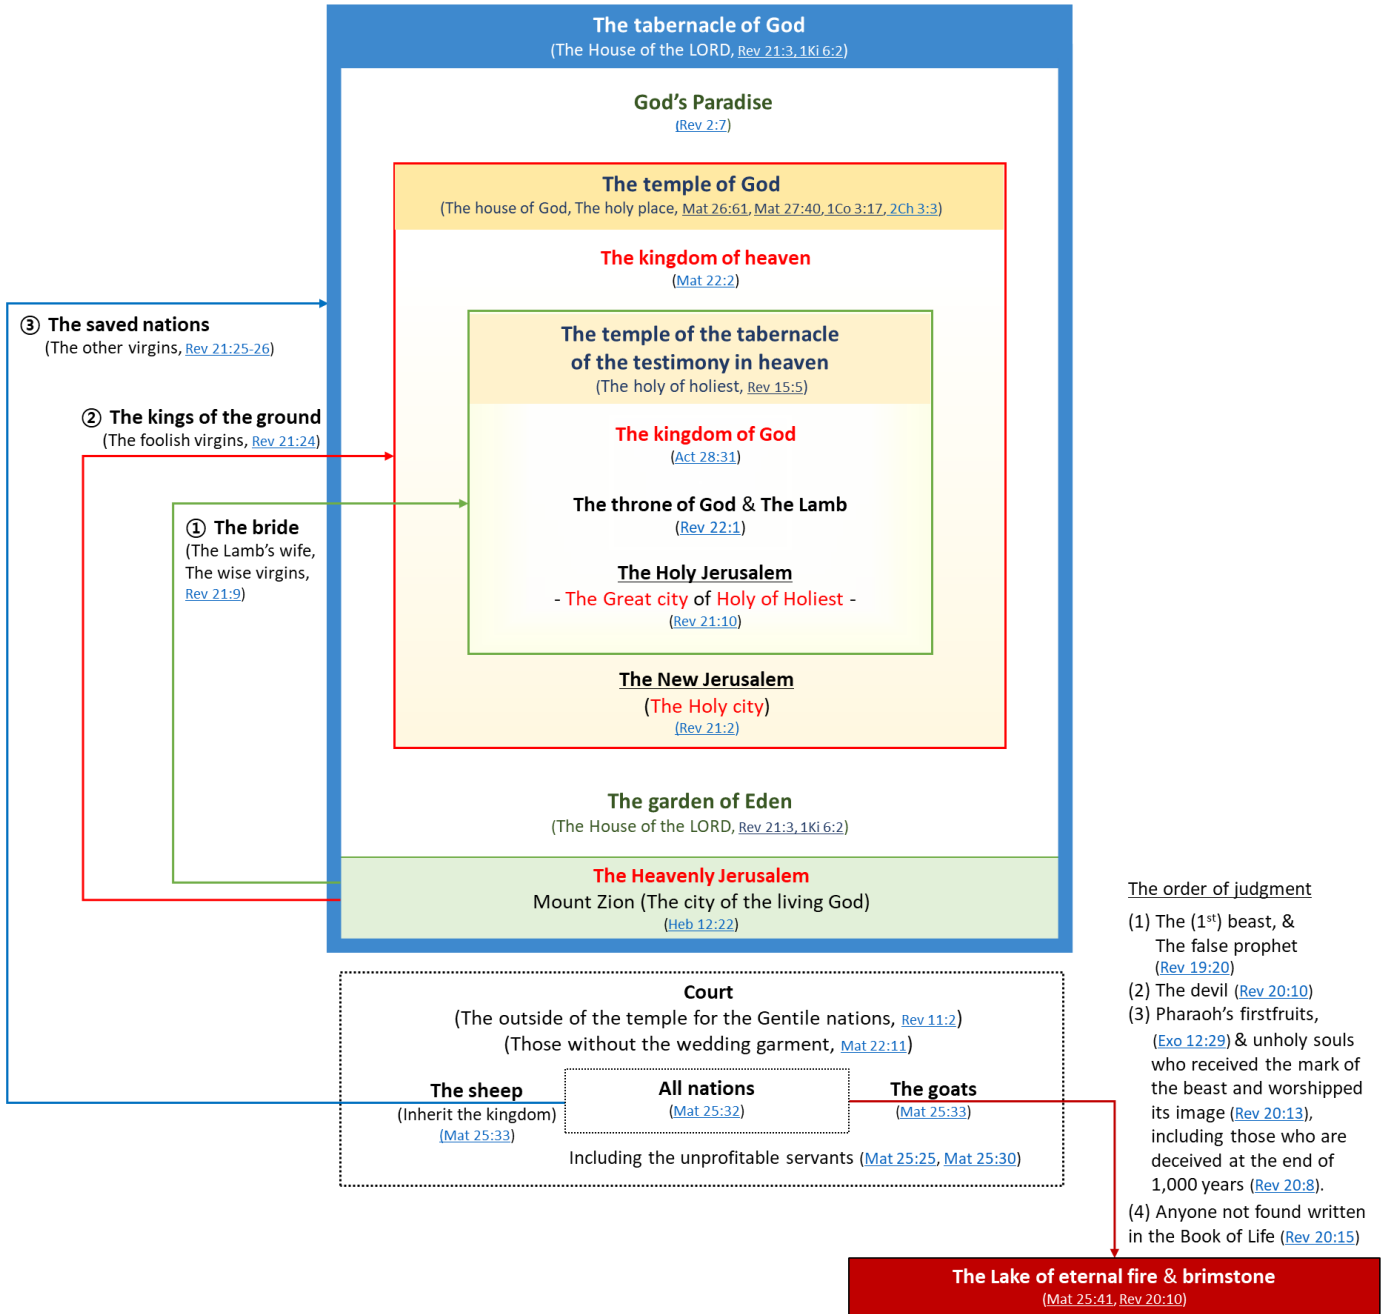 The tabernacle of God
(The House of the LORD, Rev 21:3, 1Ki 6:2)
God’s Paradise
(Rev 2:7)
The temple of God
(The house of God, The holy place, Mat 26:61, Mat 27:40, 1Co 3:17, 2Ch 3:3)
The kingdom of heaven
(Mat 22:2)
The temple of the tabernacle
of the testimony in heaven
(The holy of holiest, Rev 15:5)
The kingdom of God
(Act 28:31)
The throne of God & The Lamb
(Rev 22:1)
The Holy Jerusalem
- The Great city of Holy of Holiest -
(Rev 21:10)
The New Jerusalem
(The Holy city)
(Rev 21:2)
The garden of Eden
(The House of the LORD, Rev 21:3, 1Ki 6:2)
The Heavenly Jerusalem
Mount Zion (The city of the living God)
(Heb 12:22)
③ The saved nations
(The other virgins, Rev 21:25-26)
② The kings of the ground
(The foolish virgins, Rev 21:24)
① The bride
(The Lamb’s wife,
The wise virgins,
Rev 21:9)
Court
(The outside of the temple for the Gentile nations, Rev 11:2)
(Those without the wedding garment, Mat 22:11)
The sheep
(Inherit the kingdom)
(Mat 25:33)
All nations
(Mat 25:32)
The goats
(Mat 25:33)
Including the unprofitable servants (Mat 25:25, Mat 25:30)
The order of judgment
(1) The (1st) beast, &
The false prophet
(Rev 19:20)
(2) The devil (Rev 20:10)
(3) Pharaoh’s firstfruits,
(Exo 12:29) & unholy souls
who received the mark of
the beast and worshipped
its image (Rev 20:13),
including those who are
deceived at the end of
1,000 years (Rev 20:8).
(4) Anyone not found written
in the Book of Life (Rev 20:15)
The Lake of eternal fire & brimstone
(Mat 25:41, Rev 20:10)